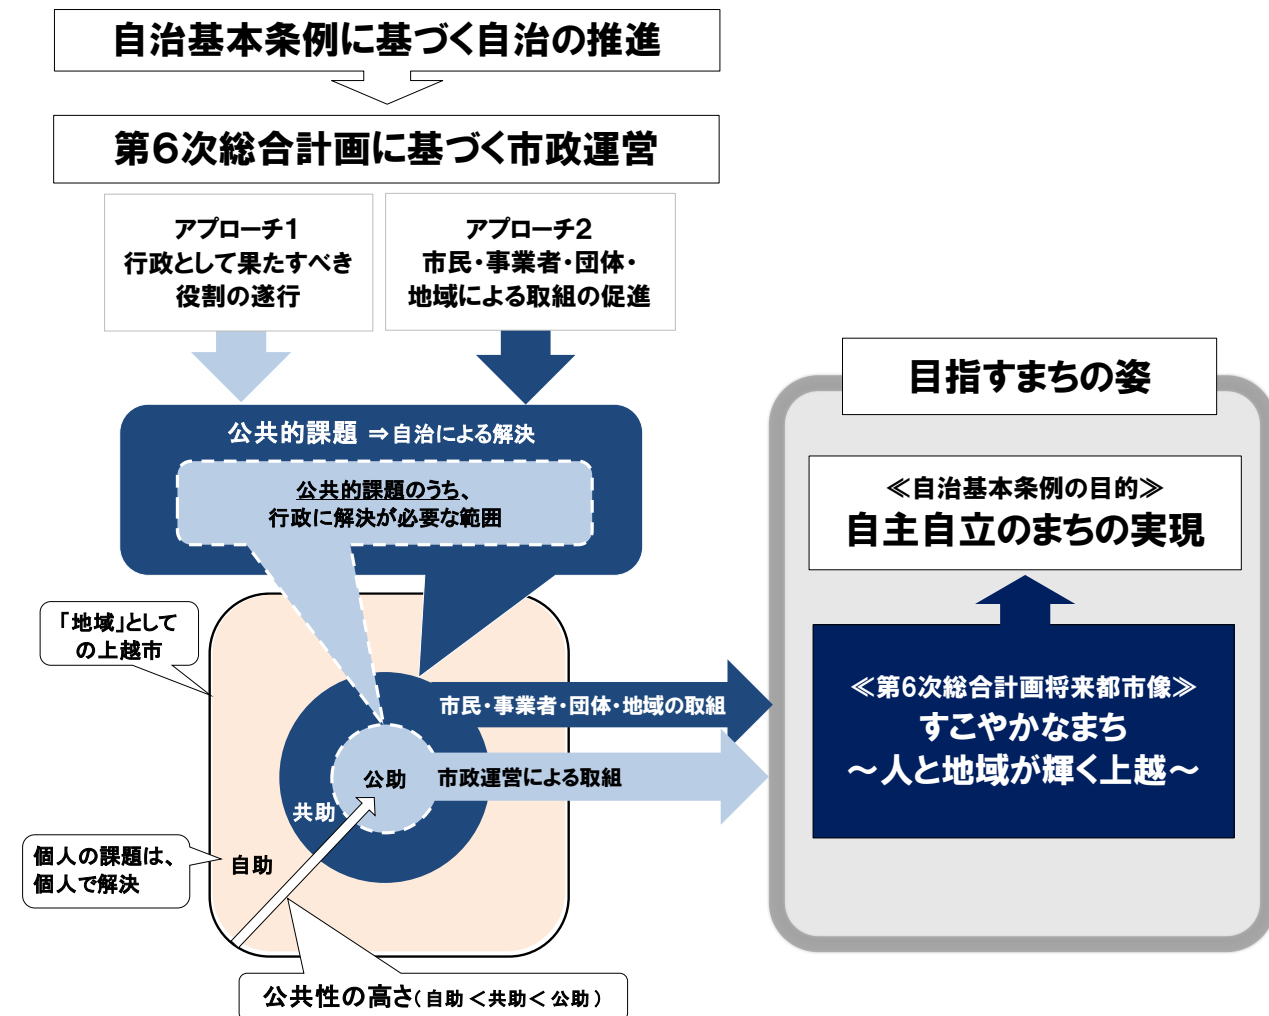 自治基本条例に基づく自治の推進
第6次総合計画に基づく市政運営
アプローチ1
行政として果たすべき
役割の遂行
アプローチ2
市民・事業者・団体・
地域による取組の促進
公共的課題 ⇒自治による解決
公共的課題のうち、
行政に解決が必要な範囲
「地域」として
の上越市
市民・事業者・団体・地域の取組
公助
市政運営による取組
共助
自助
個人の課題は、
個人で解決
公共性の高さ(自助<共助<公助)
目指すまちの姿
≪自治基本条例の目的≫
自主自立のまちの実現
≪第6次総合計画将来都市像≫
すこやかなまち
~人と地域が輝く上越~